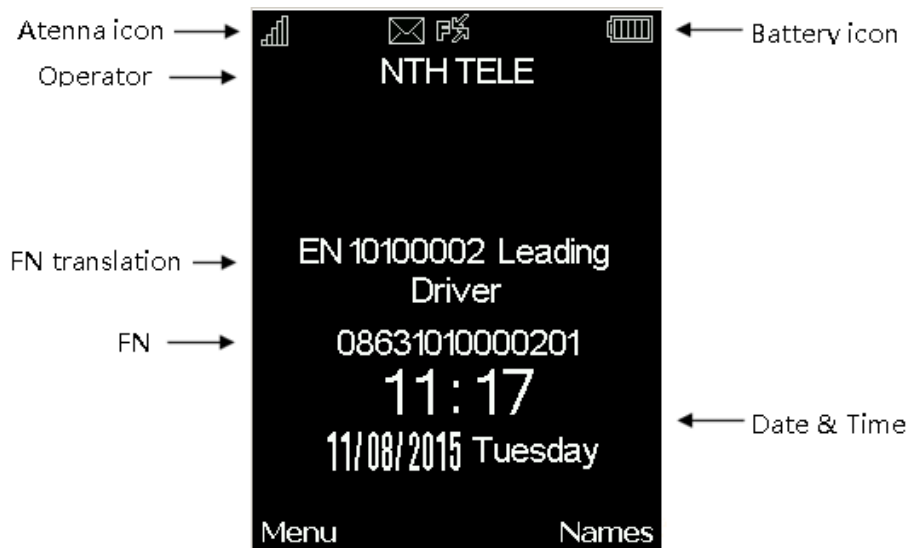 Atenna icon
Battery icon
F
Operator
NTH TELE
FN translation
EN 10100002 Leading
Driver
FN
08631010000201
11:17
Date & Time
11/08/2015 Tuesday
Menu Names